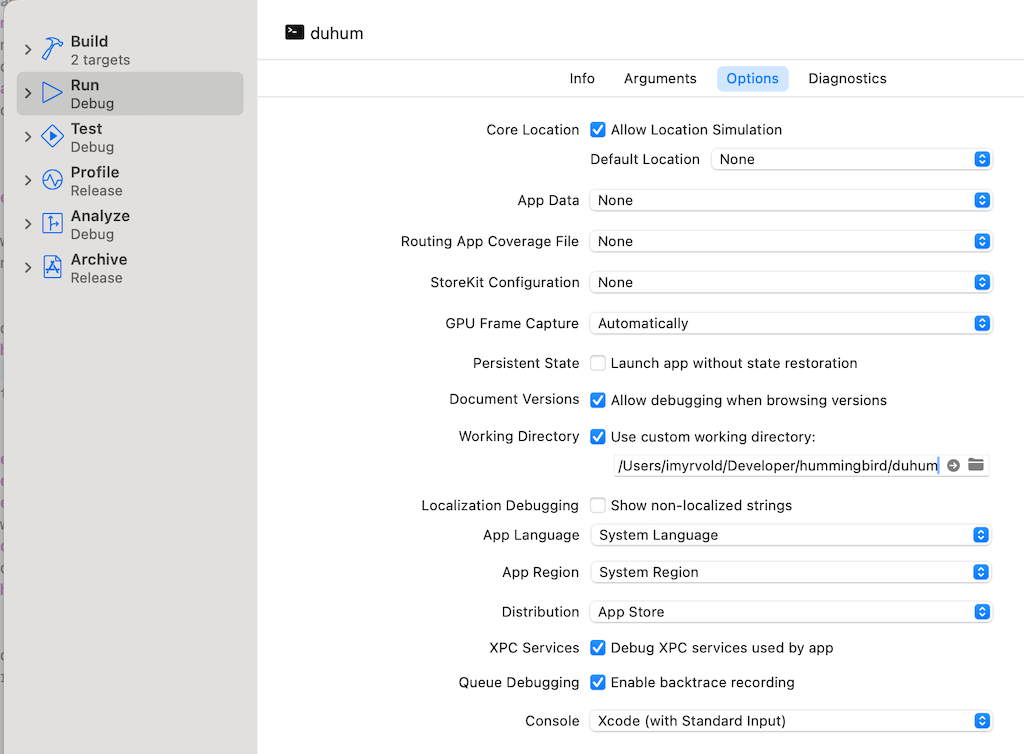 Build
2 targets
Run
Debug
Test
Debug
Profile
Release
Analyze
Debug
Archive
Release
duhum
Info Arguments Options Diagnostics
Core Location Allow Location Simulation
Default Location None
App Data None
Routing App Coverage File None
StoreKit Configuration None
GPU Frame Capture Automatically
Persistent State Launch app without state restoration
Document Versions Allow debugging when browsing versions
Working Directory Use custom working directory:
/Users/imyrvold/Developer/hummingbird/duhum
Localization Debugging Show non-localized strings
App Language System Language
App Region System Region
Distribution App Store
XPC Services Debug XPC services used by app
Queue Debugging Enable backtrace recording
Console Xcode (with Standard Input)